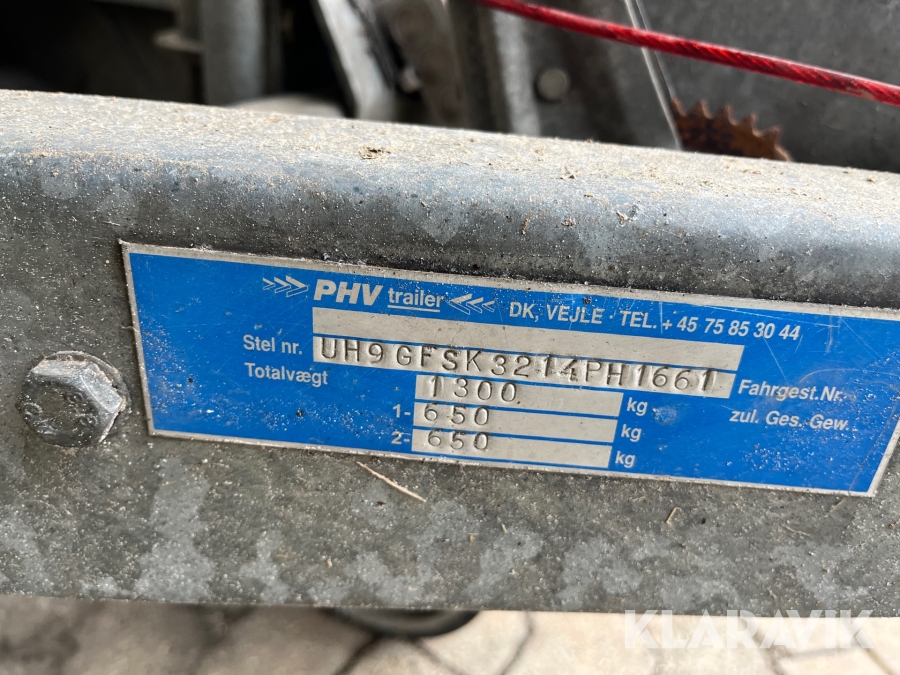 PHV trailer DK, VEJLE · TEL. + 45 75 85 30 44
Stel nr. UH9GFSK3214PH1661 Fahrgest.Nr.
Totalvægt 1300 kg zul. Ges. Gew.
1- 650 kg
2- 650 kg
KLARAVIK